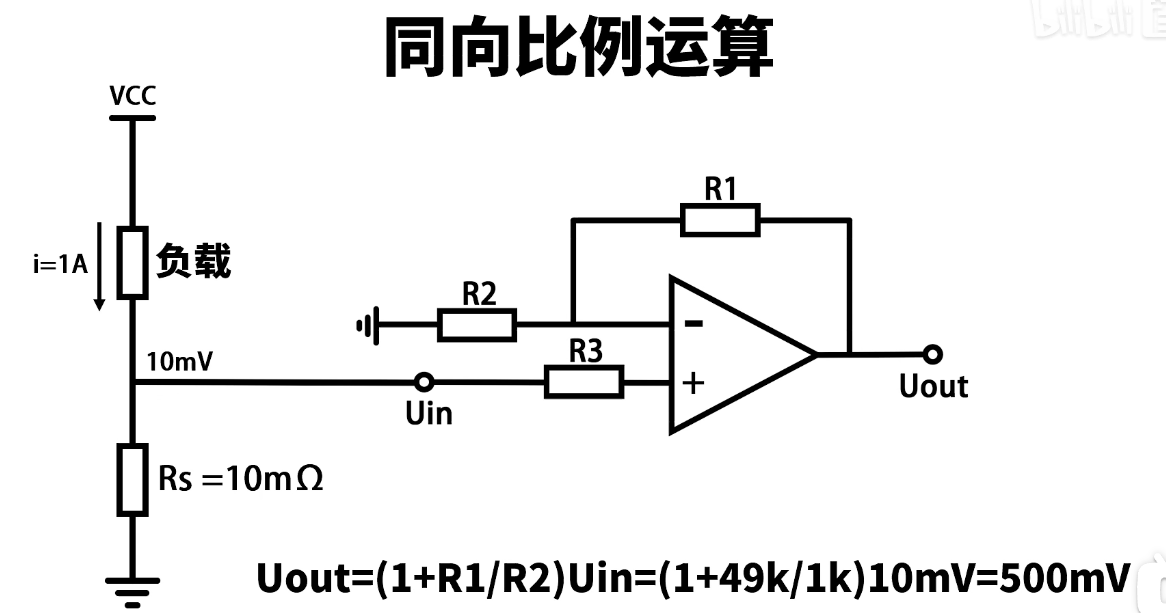 同向比例运算
bilibili
VCC
R1
i=1A
负载
R2
10mV
R3
Uin
Uout
Rs =10mΩ
Uout=(1+R1/R2)Uin=(1+49k/1k)10mV=500mV